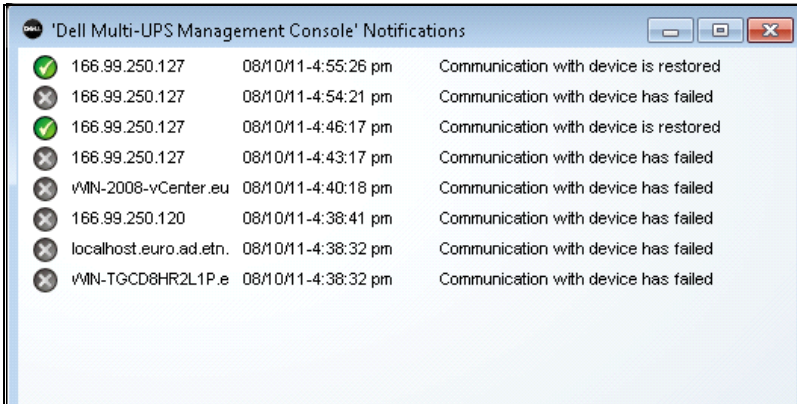 DELL 'Dell Multi-UPS Management Console' Notifications
166.99.250.127 08/10/11-4:55:26 pm Communication with device is restored
166.99.250.127 08/10/11-4:54:21 pm Communication with device has failed
166.99.250.127 08/10/11-4:46:17 pm Communication with device is restored
166.99.250.127 08/10/11-4:43:17 pm Communication with device has failed
WIN-2008-vCenter.eu 08/10/11-4:40:18 pm Communication with device has failed
166.99.250.120 08/10/11-4:38:41 pm Communication with device has failed
localhost.euro.ad.etn. 08/10/11-4:38:32 pm Communication with device has failed
WIN-TGCD8HR2L1P.e 08/10/11-4:38:32 pm Communication with device has failed